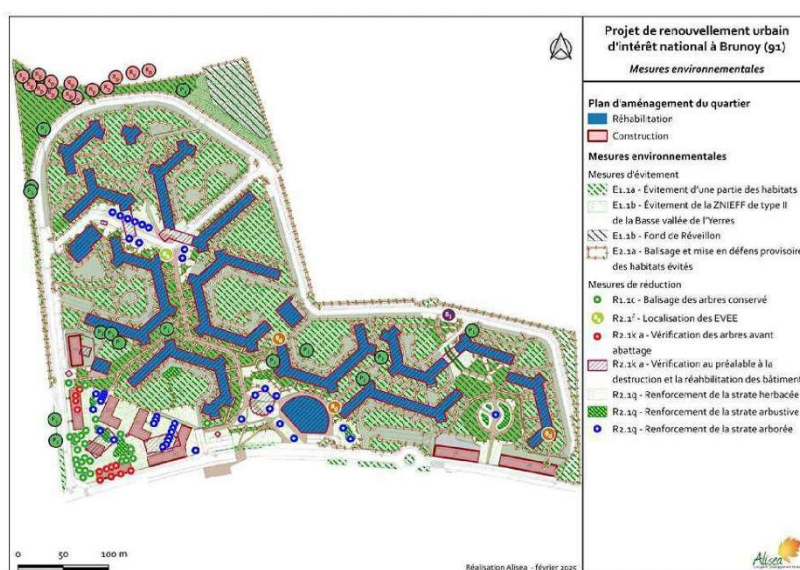 Projet de renouvellement urbain
d'intérêt national à Brunoy (91)
Mesures environnementales
Plan d'aménagement du quartier
Réhabilitation
Construction
Mesures environnementales
Mesures d'évitement
E1.1a - Évitement d'une partie des habitats
E1.1b - Évitement de la ZNIEFF de type II
de la Basse vallée de l'Yerres
E1.1b - Fond de Réveillon
E2.1a - Balisage et mise en défens provisoire
des habitats évités
Mesures de réduction
R1.1c - Balisage des arbres conservé
R2.1f - Localisation des EVEE
R2.1k a - Vérification des arbres avant
abattage
R2.1k a - Vérification au préalable à la
destruction et la réhabilitation des bâtiment
R2.1q - Renforcement de la strate herbacée
R2.1q - Renforcement de la strate arbustive
R2.1q - Renforcement de la strate arborée
0 50 100 m
Réalisation Alisea - février 2025
Alisea